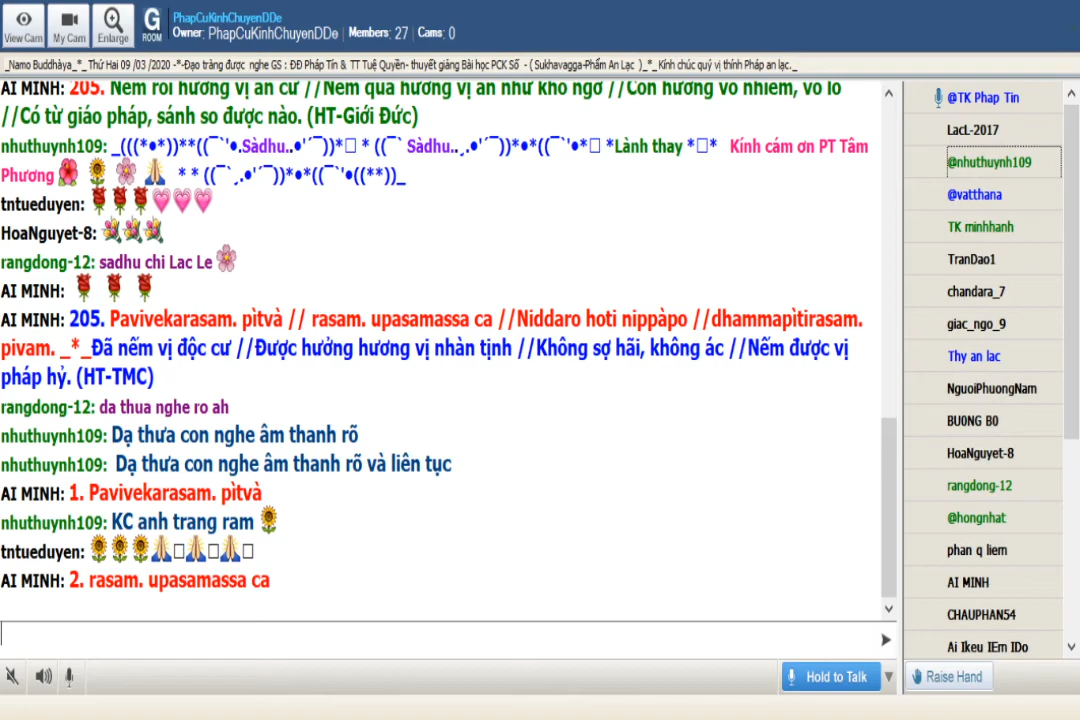 PhapCuKinhChuyenDDe
Owner: PhapCuKinhChuyenDDe | Members: 27 | Cams: 0
View Cam
My Cam
Enlarge
G ROOM
_Namo Buddhàya_*_ Thứ Hai 09 /03 /2020 -*-Đạo tràng được nghe GS : ĐĐ Pháp Tín & TT Tuệ Quyền- thuyết giảng Bài học PCK Số - ( Sukhavagga-Phẩm An Lạc )_*_ Kính chúc quý vị thính Pháp an lạc._
AI MINH: 205. Nếm rồi hương vị an cư //Nếm qua hương vị an như khó ngờ //Còn hương vô nhiễm, vô lo
//Có từ giáo pháp, sánh so được nào. (HT-Giới Đức)
nhuthuynh109: _(((*•*))**((¯`'•.Sàdhu..•'´¯))*□ * ((¯` Sàdhu..¸.•'´¯))*•*((¯`'•*□ *Lành thay *□* Kính cám ơn PT Tâm
Phương * * ((¯`¸.•'´¯))*•*((¯`'•((**))_
tntueduyen:
HoaNguyet-8:
rangdong-12: sadhu chi Lac Le
AI MINH:
AI MINH: 205. Pavivekarasam. pìtvà // rasam. upasamassa ca //Niddaro hoti nippàpo //dhammapìtirasam.
pivam. _*_Đã nếm vị độc cư //Được hưởng hương vị nhàn tịnh //Không sợ hãi, không ác //Nếm được vị
pháp hỷ. (HT-TMC)
rangdong-12: da thua nghe ro ah
nhuthuynh109: Dạ thưa con nghe âm thanh rõ
nhuthuynh109: Dạ thưa con nghe âm thanh rõ và liên tục
AI MINH: 1. Pavivekarasam. pìtvà
nhuthuynh109: KC anh trang ram
tntueduyen:
AI MINH: 2. rasam. upasamassa ca
@TK Phap Tin
LacL-2017
@nhuthuynh109
@vatthana
TK minhhanh
TranDao1
chandara_7
giac_ngo_9
Thy an lac
NguoiPhuongNam
BUONG BO
HoaNguyet-8
rangdong-12
@hongnhat
phan q liem
AI MINH
CHAUPHAN54
Ai Ikeu IEm IDo
Hold to Talk
Raise Hand